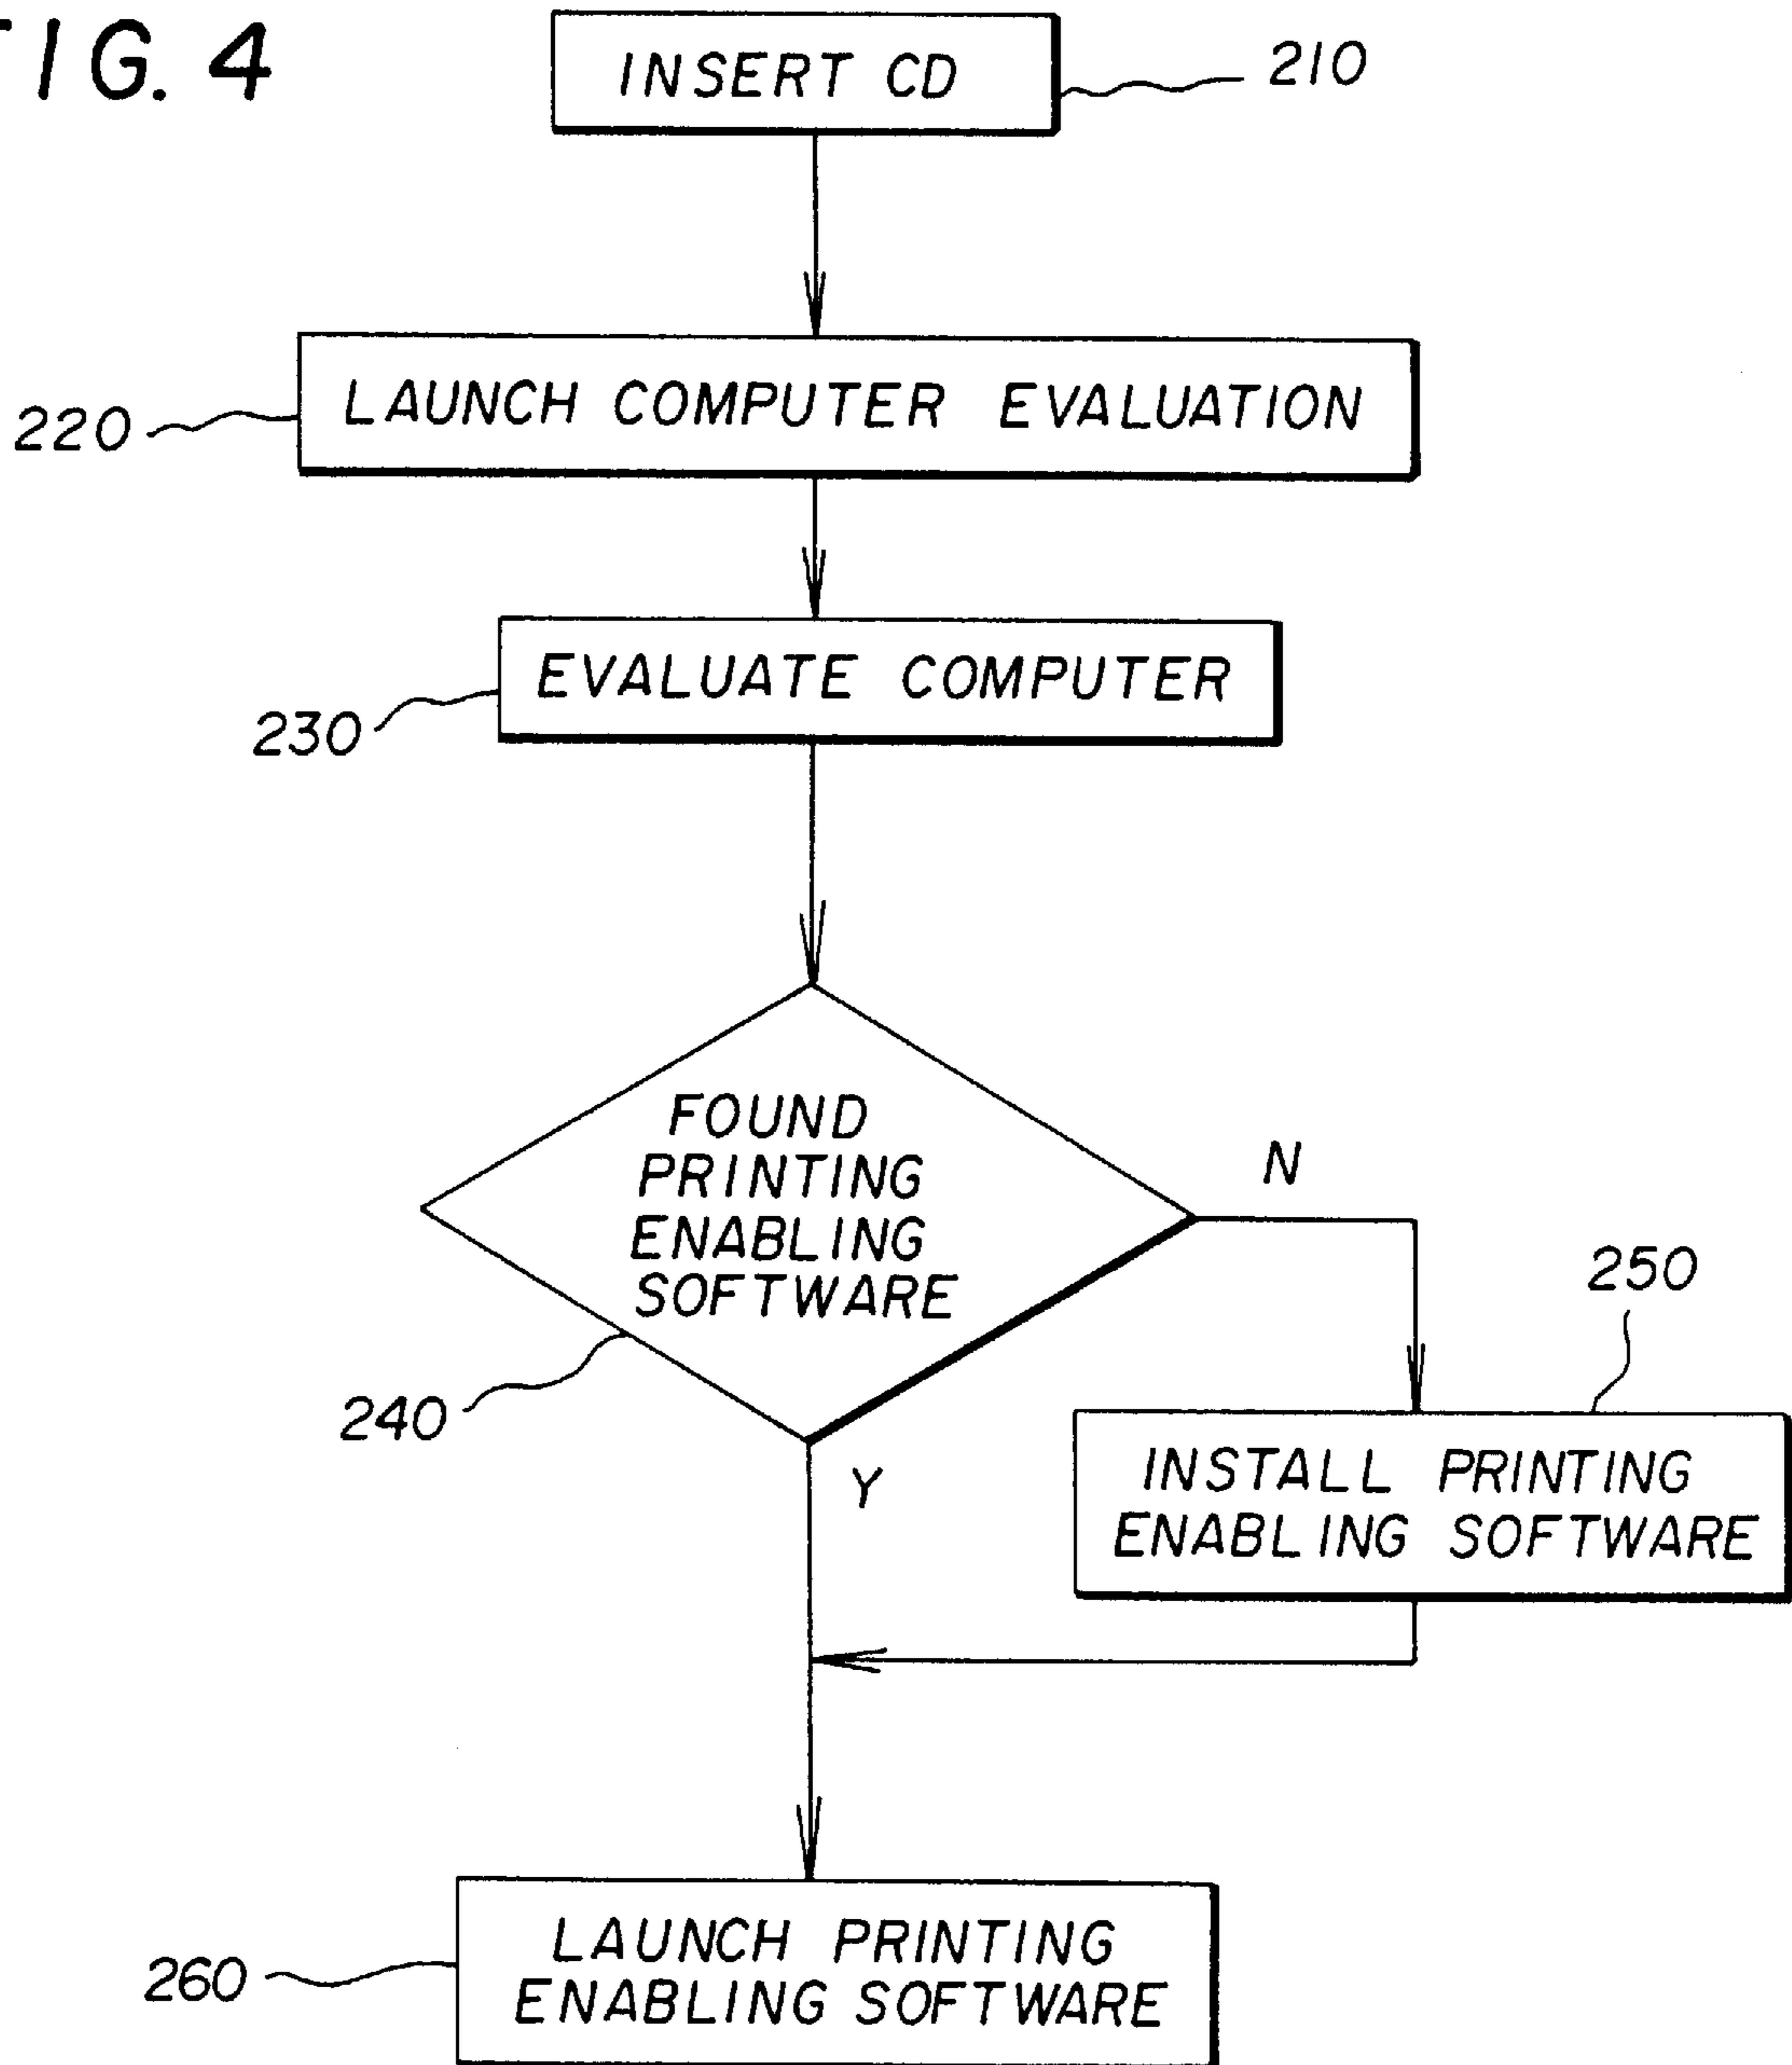 FIG. 4
INSERT CD
210
LAUNCH COMPUTER EVALUATION
220
EVALUATE COMPUTER
230
FOUND
PRINTING
ENABLING
SOFTWARE
N
240
Y
250
INSTALL PRINTING
ENABLING SOFTWARE
LAUNCH PRINTING
ENABLING SOFTWARE
260